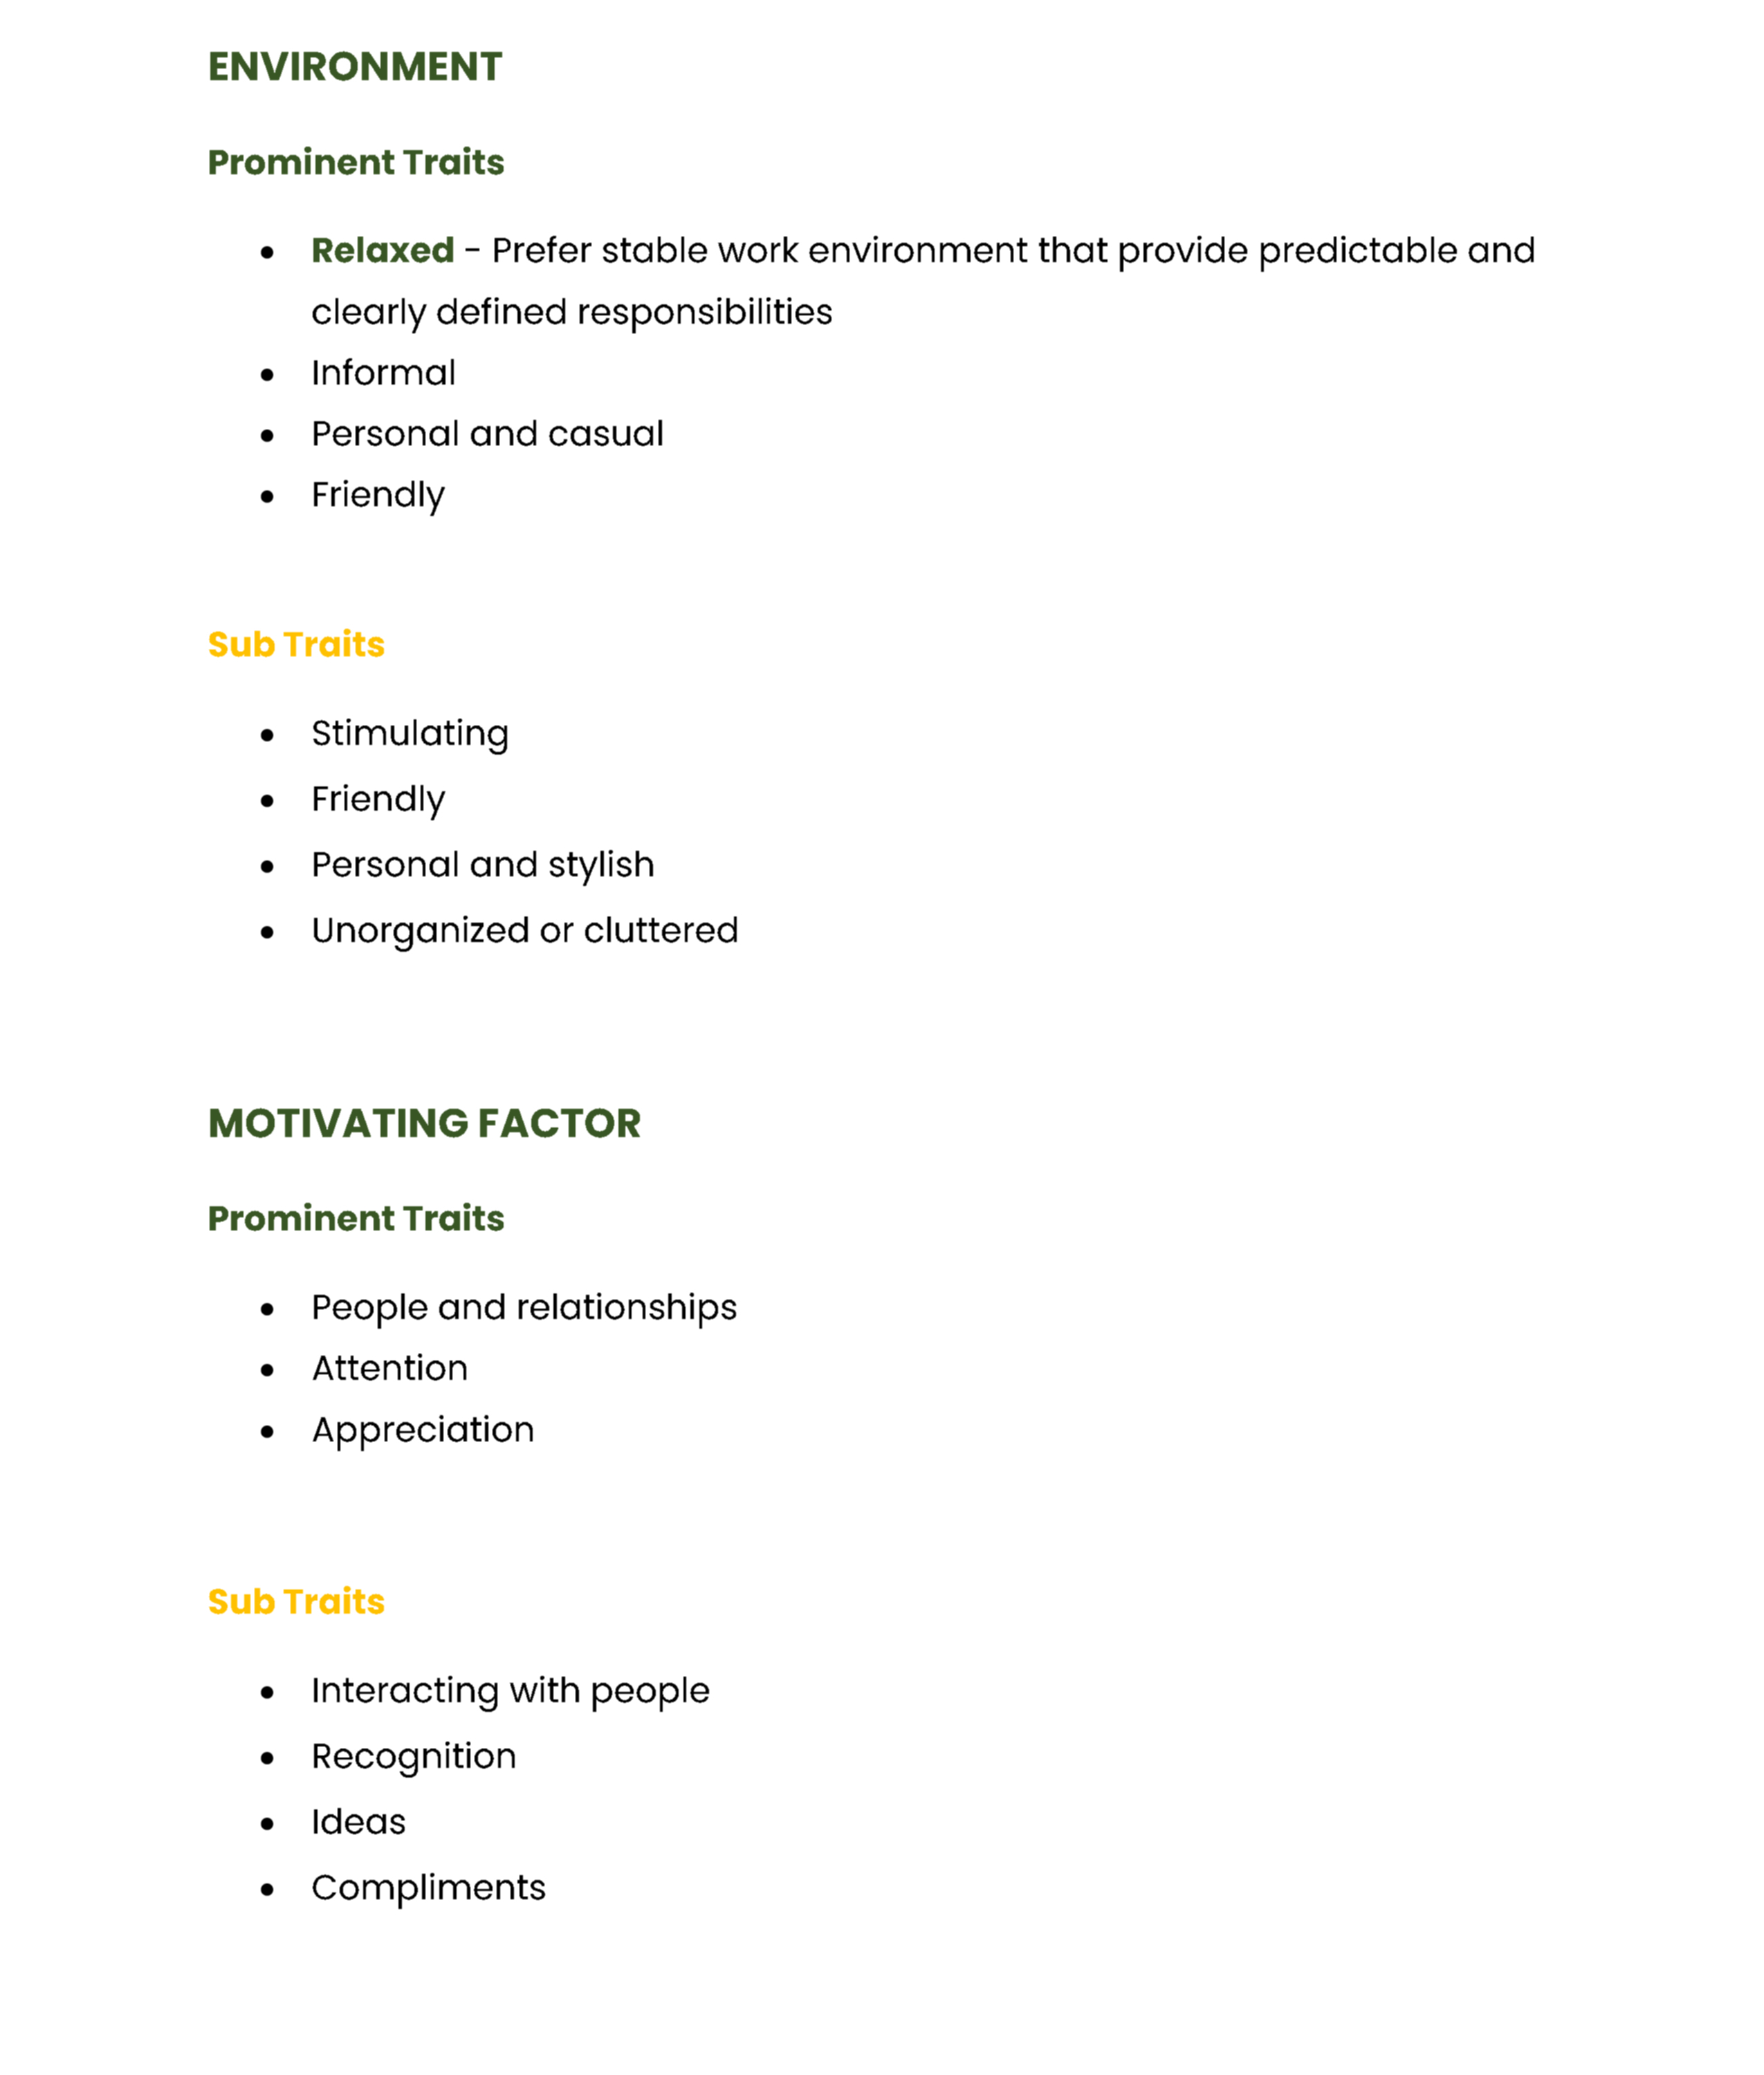 ENVIRONMENT
Prominent Traits
● Relaxed - Prefer stable work environment that provide predictable and
clearly defined responsibilities
● Informal
● Personal and casual
● Friendly
Sub Traits
● Stimulating
● Friendly
● Personal and stylish
● Unorganized or cluttered
MOTIVATING FACTOR
Prominent Traits
● People and relationships
● Attention
● Appreciation
Sub Traits
● Interacting with people
● Recognition
● Ideas
● Compliments